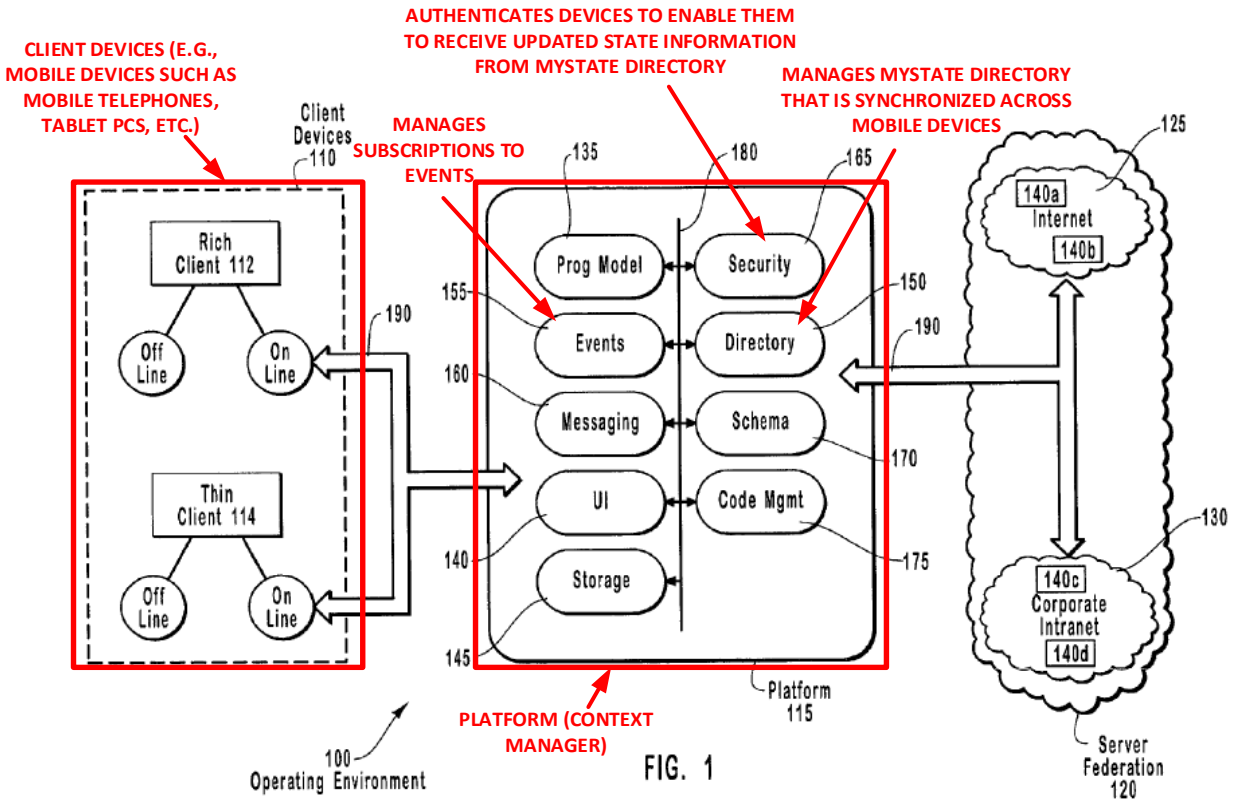 AUTHENTICATES DEVICES TO ENABLE THEM
TO RECEIVE UPDATED STATE INFORMATION
FROM MYSTATE DIRECTORY
CLIENT DEVICES (E.G.,
MOBILE DEVICES SUCH AS
MOBILE TELEPHONES,
TABLET PCS, ETC.)
MANAGES MYSTATE DIRECTORY
THAT IS SYNCHRONIZED ACROSS
MOBILE DEVICES
MANAGES
SUBSCRIPTIONS TO
EVENTS
Client
Devices
110
Rich
Client 112
Off
Line
On
Line
190
Thin
Client 114
Off
Line
On
Line
135
180
165
Prog Model
Security
155
150
Events
Directory
160
Messaging
Schema
170
UI
Code Mgmt
140
175
Storage
145
Platform
115
PLATFORM (CONTEXT
MANAGER)
190
125
140a
Internet
140b
130
140c
Corporate
Intranet
140d
Server
Federation
120
100
Operating Environment
FIG. 1